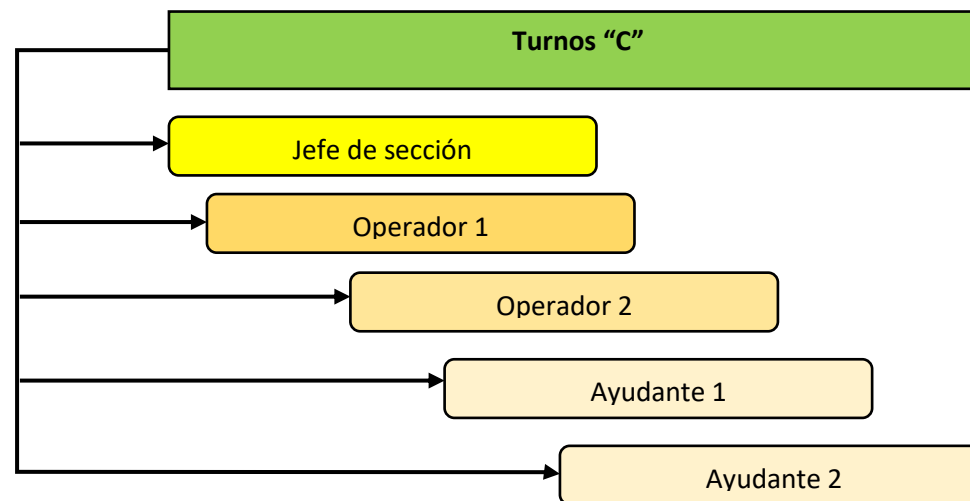 Turnos “C”
Jefe de sección
Operador 1
Operador 2
Ayudante 1
Ayudante 2